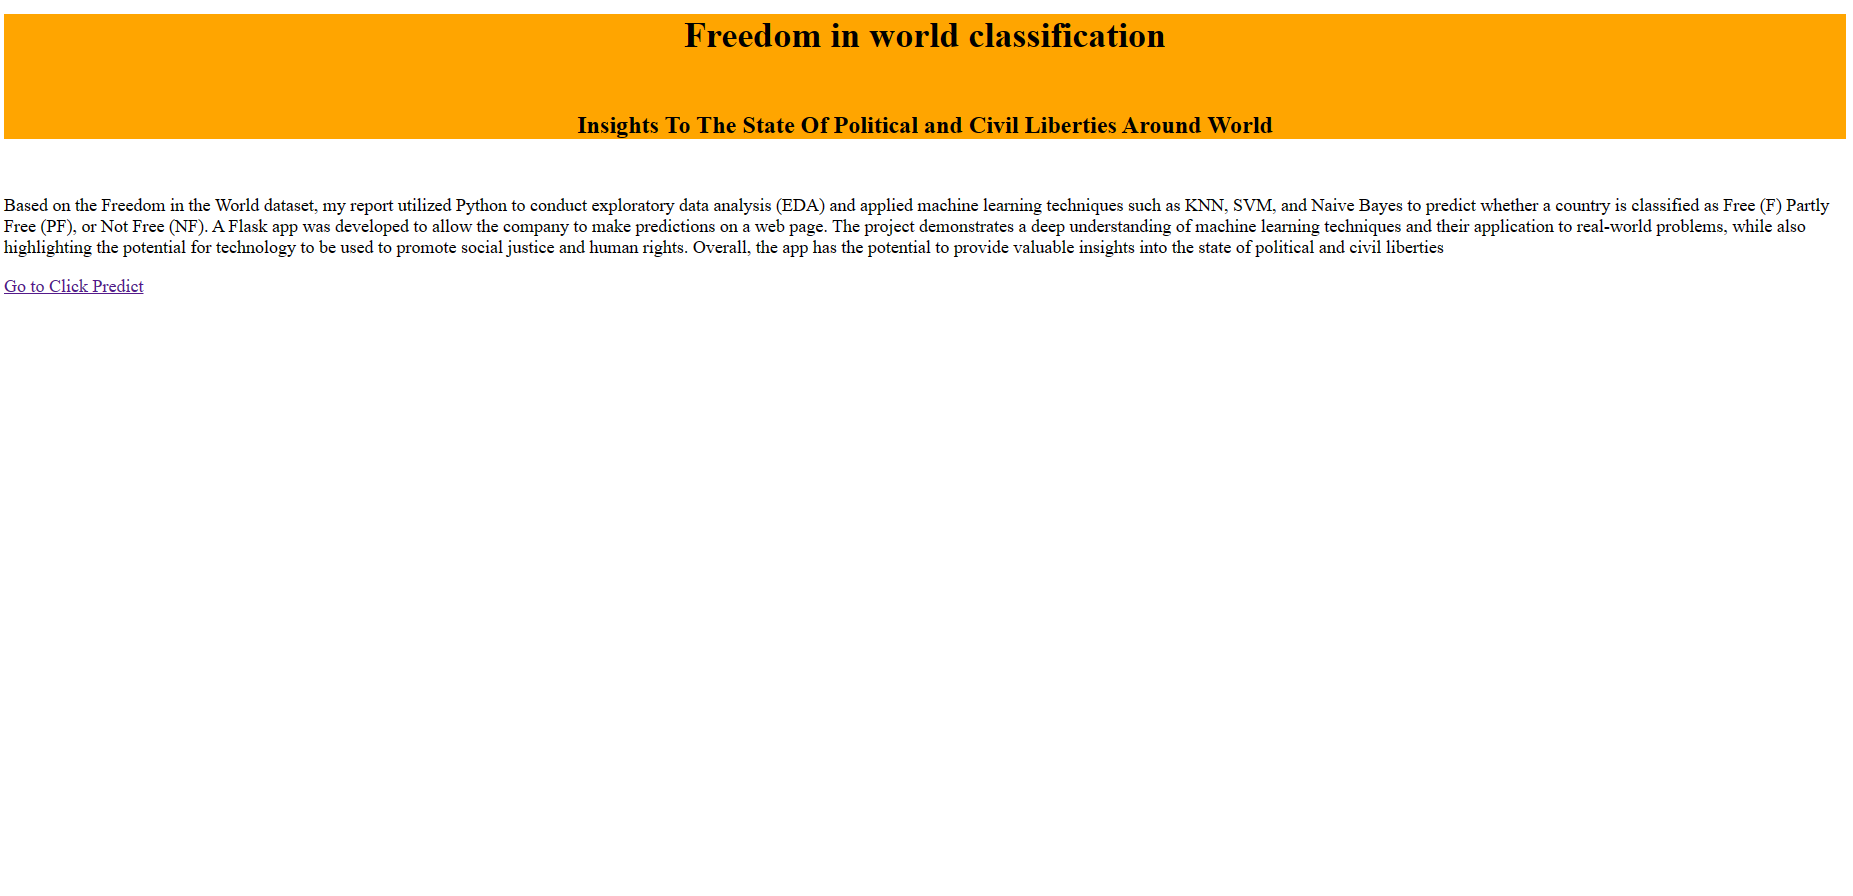 Freedom in world classification
Insights To The State Of Political and Civil Liberties Around World
Based on the Freedom in the World dataset, my report utilized Python to conduct exploratory data analysis (EDA) and applied machine learning techniques such as KNN, SVM, and Naive Bayes to predict whether a country is classified as Free (F) Partly
Free (PF), or Not Free (NF). A Flask app was developed to allow the company to make predictions on a web page. The project demonstrates a deep understanding of machine learning techniques and their application to real-world problems, while also
highlighting the potential for technology to be used to promote social justice and human rights. Overall, the app has the potential to provide valuable insights into the state of political and civil liberties
Go to Click Predict